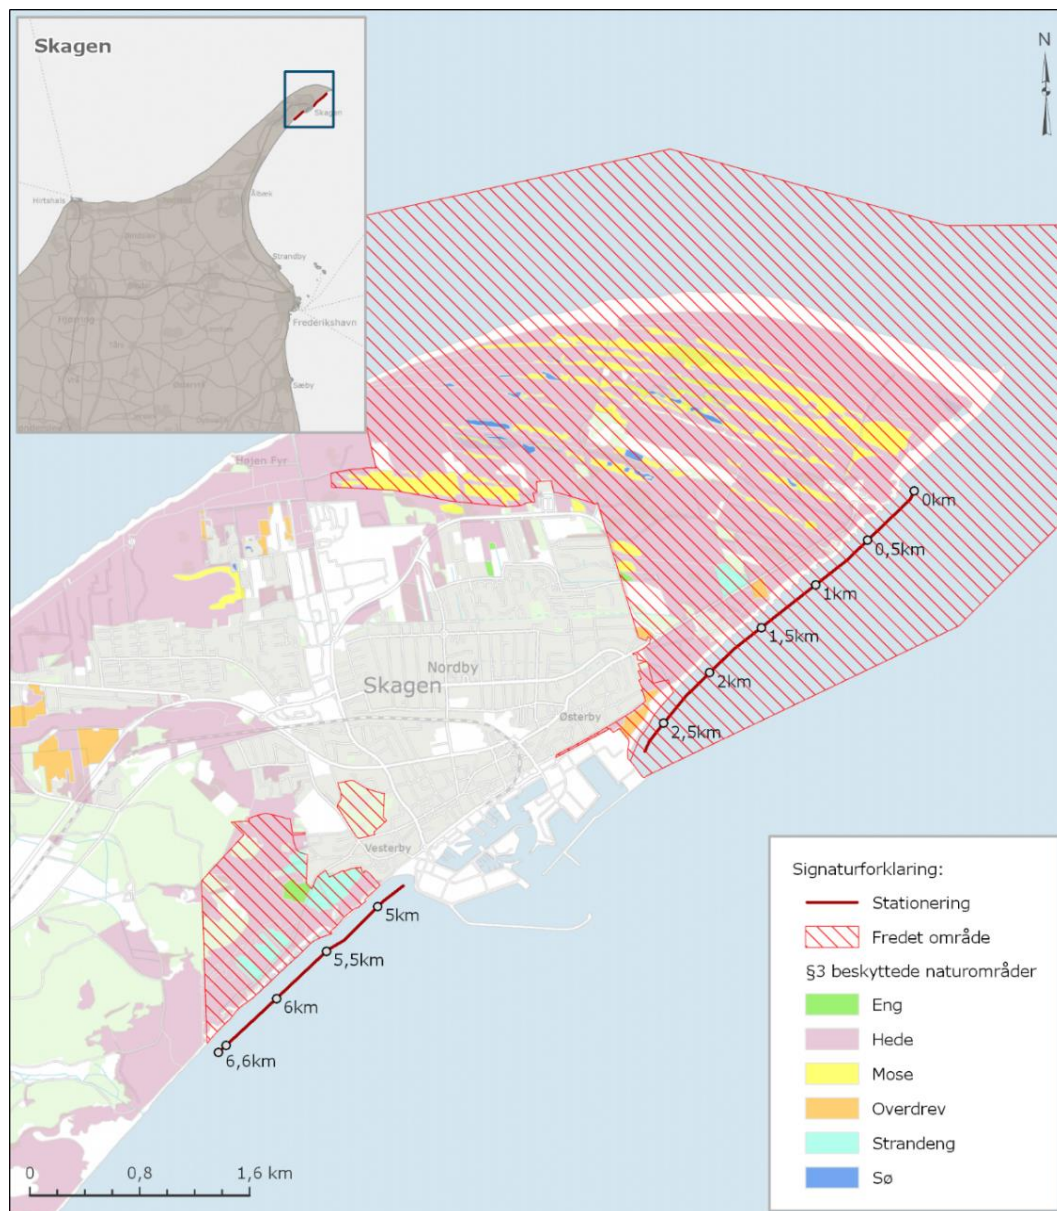 Skagen
N
Skagen
Hirtshals
Ålbæk
Strandby
Frederikshavn
Sæby
Højen Fyr
0km
0,5km
1km
1,5km
Nordby
Skagen
2km
Østerby
2,5km
Vesterby
5km
5,5km
6km
6,6km
Signaturforklaring:
Stationering
Fredet område
§3 beskyttede naturområder
Eng
Hede
Mose
Overdrev
Strandeng
Sø
0 0,8 1,6 km